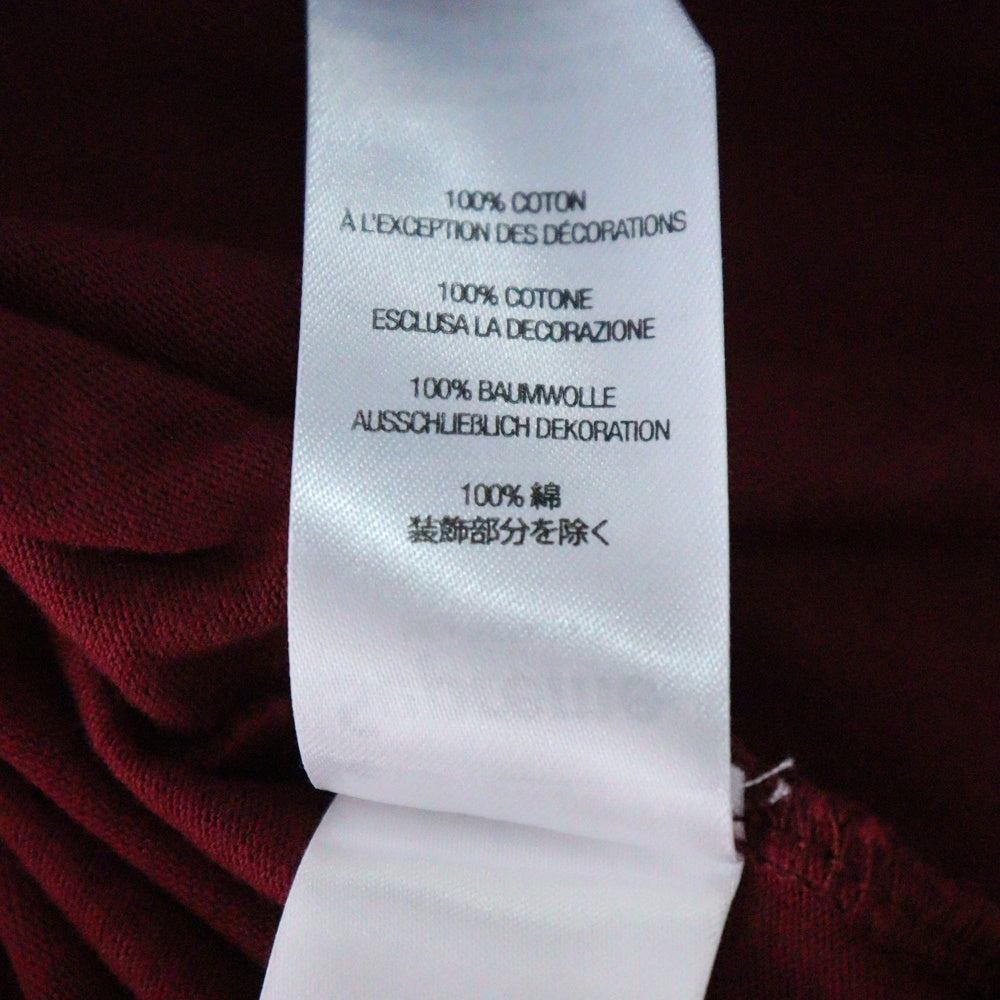 100% COTON
À L'EXCEPTION DES DÉCORATIONS
100% COTONE
ESCLUSA LA DECORAZIONE
100% BAUMWOLLE
AUSSCHLIEBLICH DEKORATION
100% 綿
装飾部分を除く